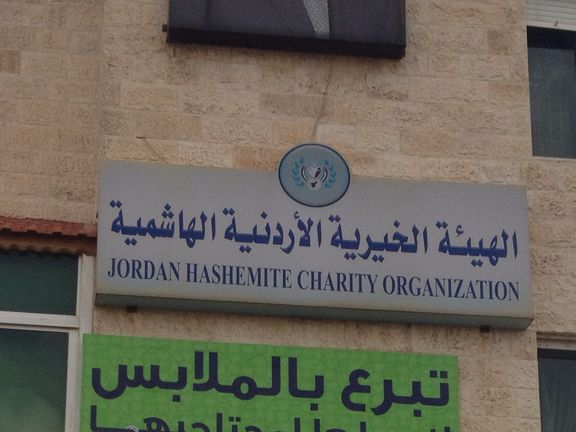 الهيئة الخيرية الأردنية الهاشمية
JORDAN HASHEMITE CHARITY ORGANIZATION
تبرع بالملابس